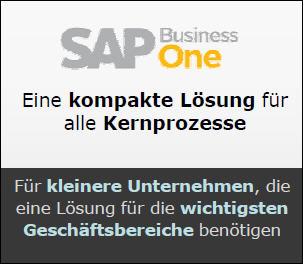 SAP Business
One
Eine kompakte Lösung für
alle Kernprozesse
Für kleinere Unternehmen, die
eine Lösung für die wichtigsten
Geschäftsbereiche benötigen